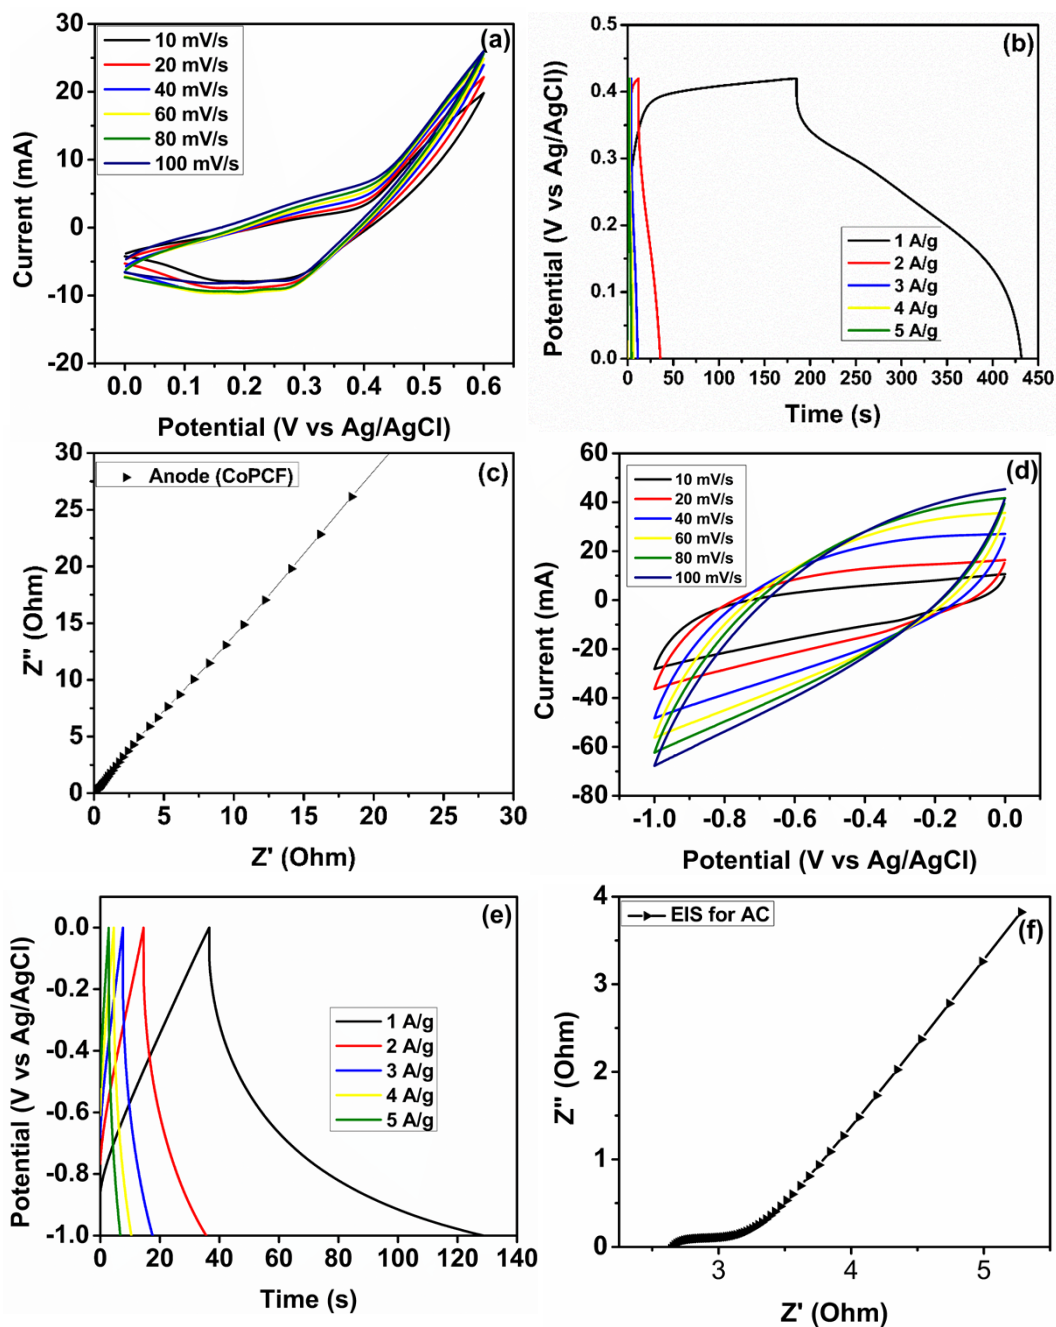 (a)
10 mV/s
20 mV/s
40 mV/s
60 mV/s
80 mV/s
100 mV/s
30
20
10
0
-10
-20
Current (mA)
0.0 0.1 0.2 0.3 0.4 0.5 0.6
Potential (V vs Ag/AgCl)
(b)
0.5
0.4
0.3
0.2
0.1
0.0
Potential (V vs Ag/AgCl))
1 A/g
2 A/g
3 A/g
4 A/g
5 A/g
0 50 100 150 200 250 300 350 400 450
Time (s)
(c)
Anode (CoPCF)
30
25
20
15
10
5
0
Z'' (Ohm)
0 5 10 15 20 25 30
Z' (Ohm)
(d)
10 mV/s
20 mV/s
40 mV/s
60 mV/s
80 mV/s
100 mV/s
60
40
20
0
-20
-40
-60
-80
Current (mA)
-1.0 -0.8 -0.6 -0.4 -0.2 0.0
Potential (V vs Ag/AgCl)
(e)
0.0
-0.2
-0.4
-0.6
-0.8
-1.0
Potential (V vs Ag/AgCl)
1 A/g
2 A/g
3 A/g
4 A/g
5 A/g
0 20 40 60 80 100 120 140
Time (s)
(f)
EIS for AC
4
3
2
1
0
Z'' (Ohm)
3 4 5
Z' (Ohm)